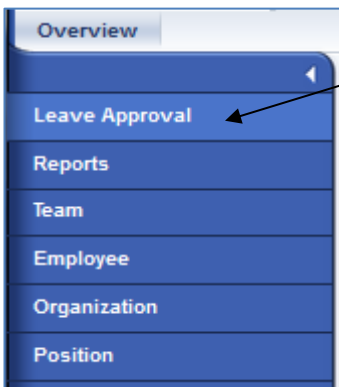 Overview
Leave Approval
Reports
Team
Employee
Organization
Position